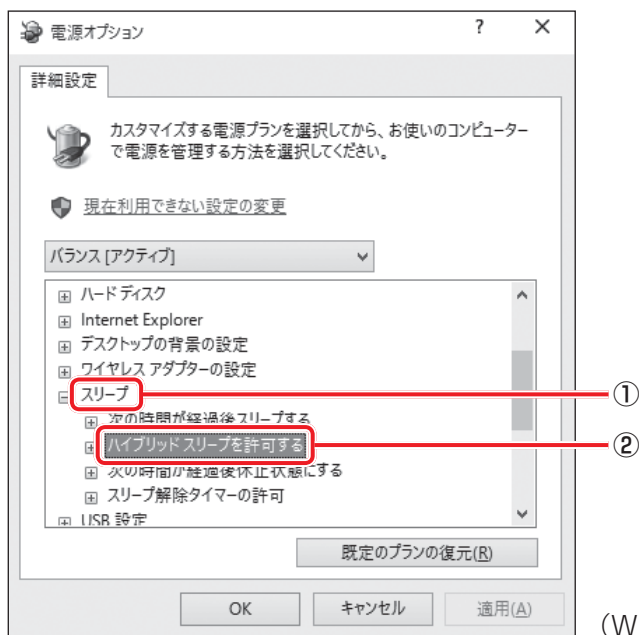 電源オプション ? ×
詳細設定
カスタマイズする電源プランを選択してから、お使いのコンピューター
で電源を管理する方法を選択してください。
現在利用できない設定の変更
バランス [アクティブ]
ハード ディスク
Internet Explorer
デスクトップの背景の設定
ワイヤレス アダプターの設定
スリープ ①
次の時間が経過後スリープする
ハイブリッド スリープを許可する ②
次の時間が経過後休止状態にする
スリープ解除タイマーの許可
USB 設定
既定のプランの復元(R)
OK キャンセル 適用(A)
(W